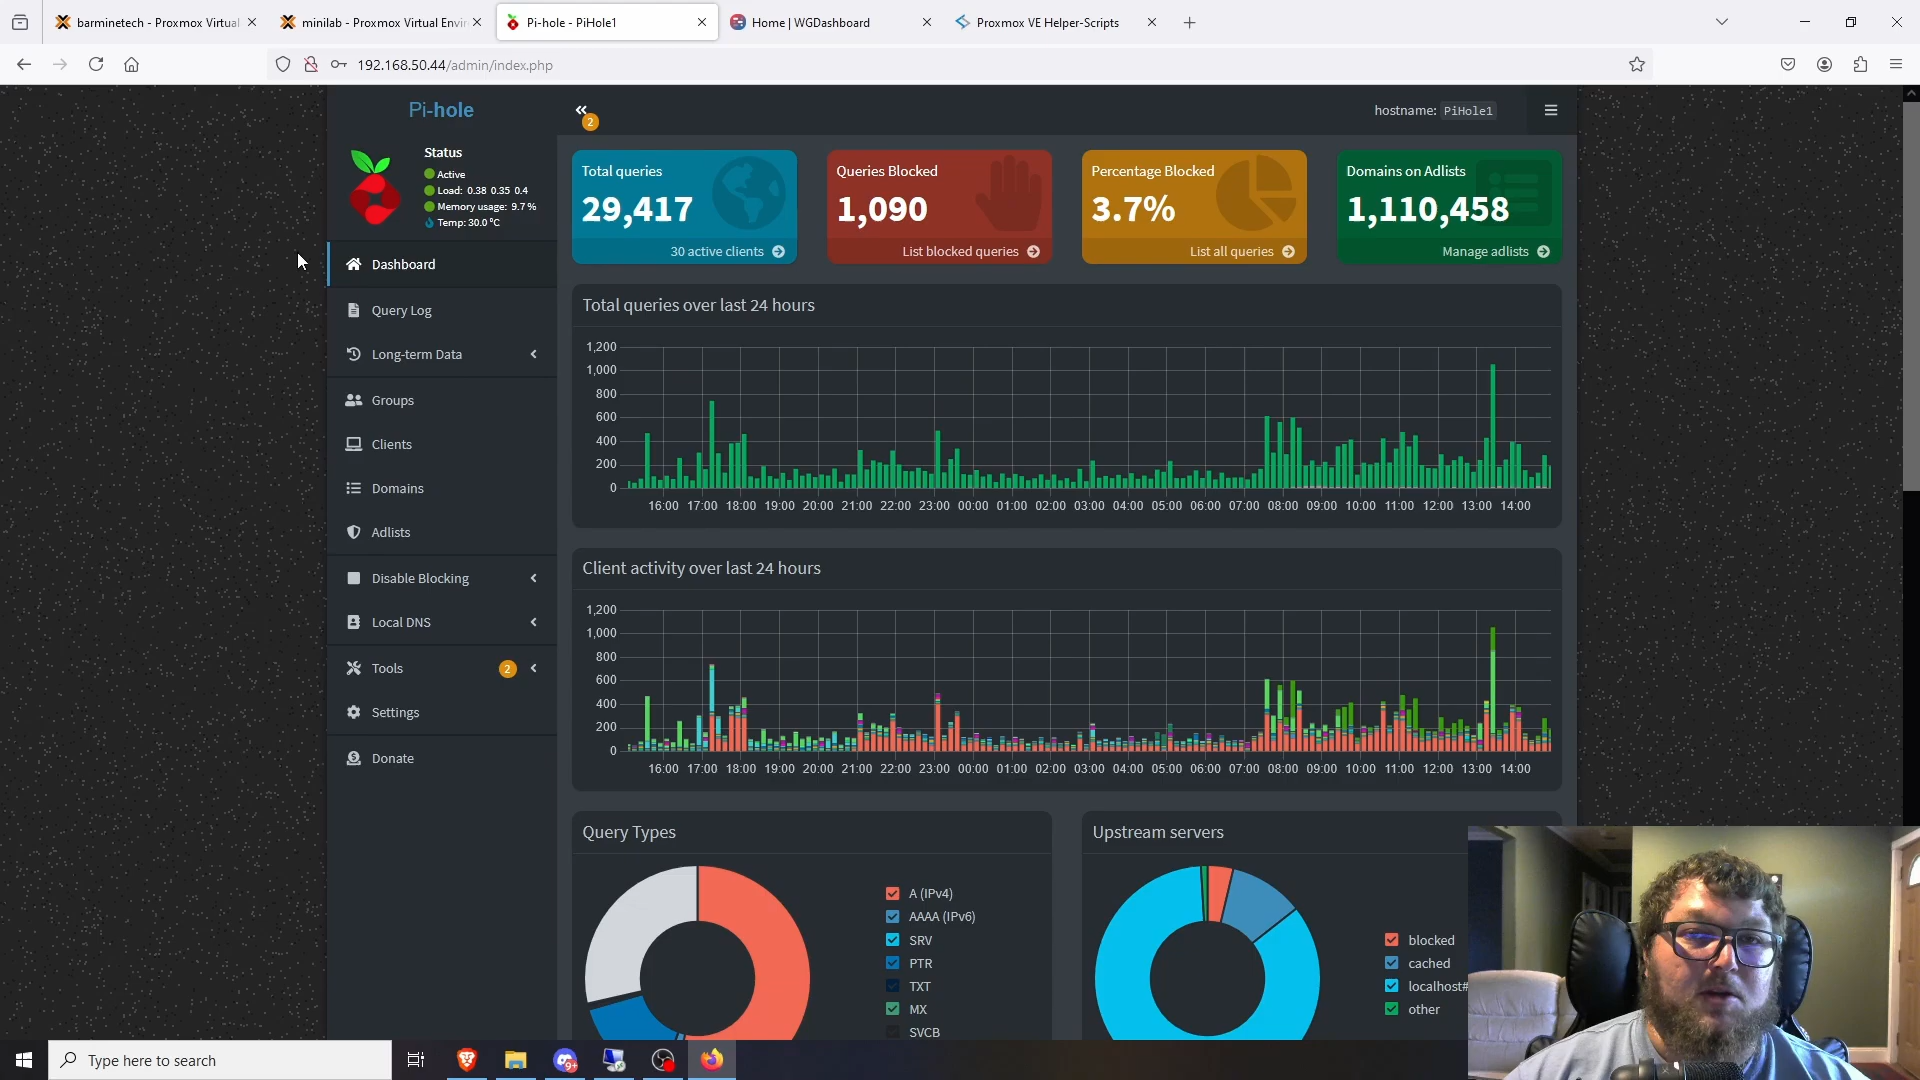 barminetech - Proxmox Virtual
minilab - Proxmox Virtual Envir
Pi-hole - PiHole1
Home | WGDashboard
Proxmox VE Helper-Scripts
192.168.50.44/admin/index.php
Pi-hole
2
hostname: PiHole1
Status
Active
Load: 0.38 0.35 0.4
Memory usage: 9.7 %
Temp: 30.0 °C
Dashboard
Query Log
Long-term Data
Groups
Clients
Domains
Adlists
Disable Blocking
Local DNS
Tools 2
Settings
Donate
Total queries
29,417
30 active clients
Queries Blocked
1,090
List blocked queries
Percentage Blocked
3.7%
List all queries
Domains on Adlists
1,110,458
Manage adlists
Total queries over last 24 hours
1,200
1,000
800
600
400
200
0
16:00 17:00 18:00 19:00 20:00 21:00 22:00 23:00 00:00 01:00 02:00 03:00 04:00 05:00 06:00 07:00 08:00 09:00 10:00 11:00 12:00 13:00 14:00
Client activity over last 24 hours
1,200
1,000
800
600
400
200
0
16:00 17:00 18:00 19:00 20:00 21:00 22:00 23:00 00:00 01:00 02:00 03:00 04:00 05:00 06:00 07:00 08:00 09:00 10:00 11:00 12:00 13:00 14:00
Query Types
A (IPv4)
AAAA (IPv6)
SRV
PTR
TXT
MX
SVCB
Upstream servers
blocked
cached
localhost#
other
Type here to search
9+